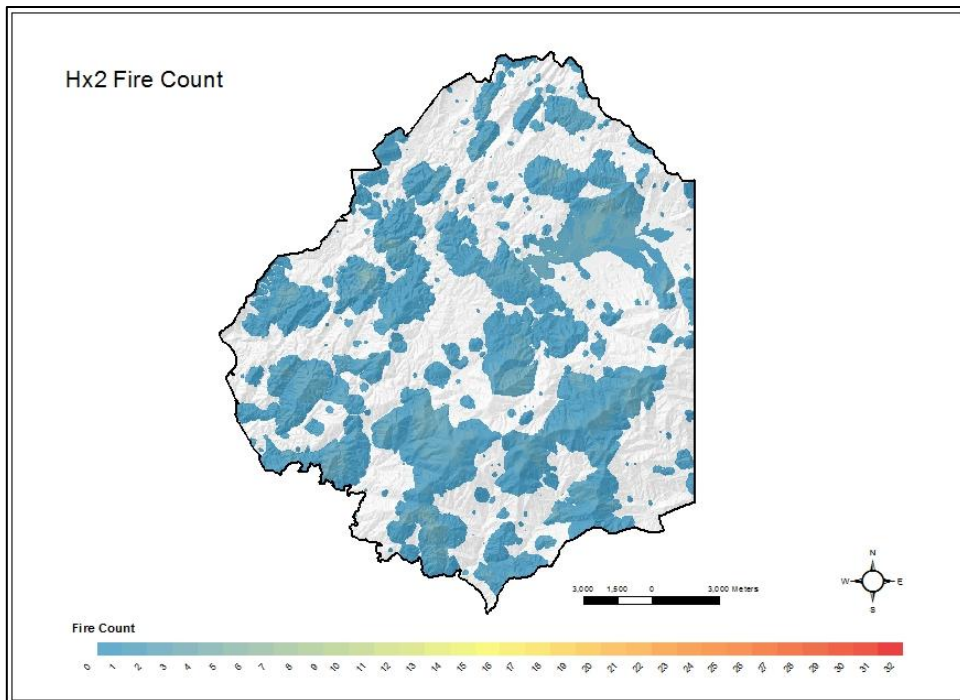 Hx2 Fire Count
N
W E
S
3,000 1,500 0 3,000 Meters
Fire Count
0 1 2 3 4 5 6 7 8 9 10 11 12 13 14 15 16 17 18 19 20 21 22 23 24 25 26 27 28 29 30 31 32